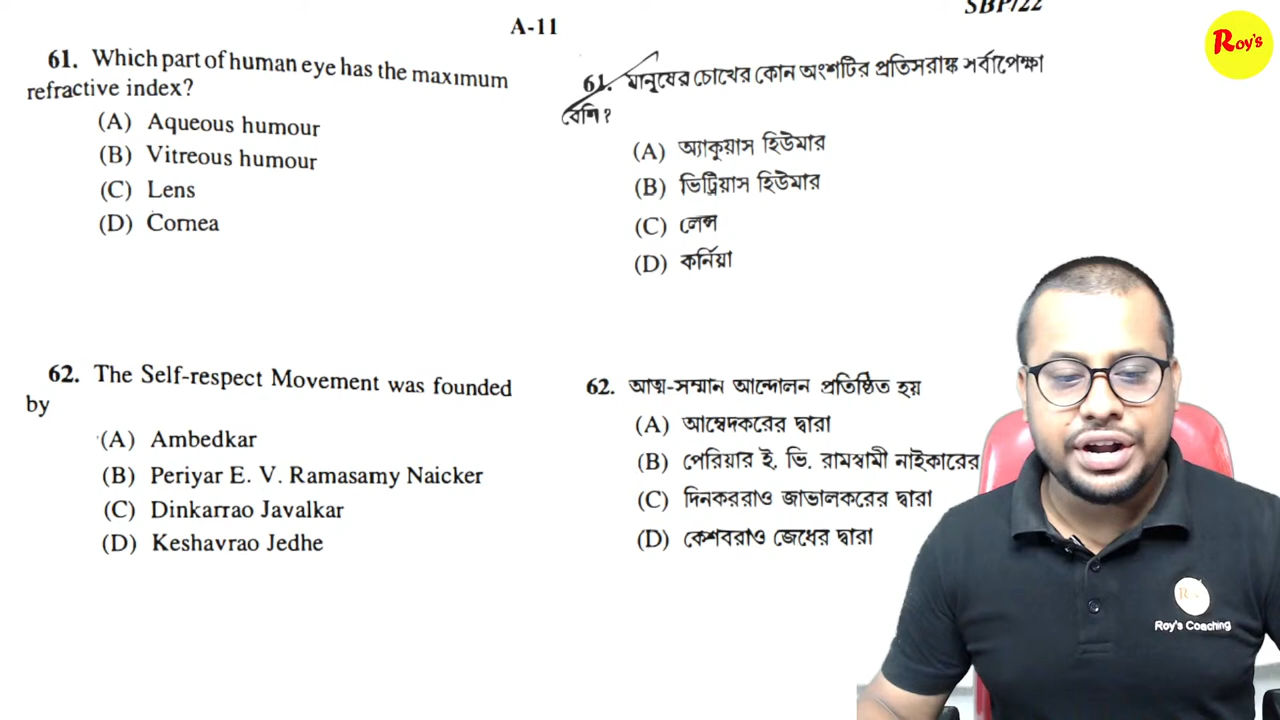 SBP/22
A-11
Roy's
61. Which part of human eye has the maximum
refractive index?
(A) Aqueous humour
(B) Vitreous humour
(C) Lens
(D) Cornea
61. মানুষের চোখের কোন অংশটির প্রতিসরাঙ্ক সর্বাপেক্ষা
বেশি?
(A) অ্যাকুয়াস হিউমার
(B) ভিট্রিয়াস হিউমার
(C) লেন্স
(D) কর্নিয়া
62. The Self-respect Movement was founded
by
(A) Ambedkar
(B) Periyar E. V. Ramasamy Naicker
(C) Dinkarrao Javalkar
(D) Keshavrao Jedhe
62. আত্ম-সম্মান আন্দোলন প্রতিষ্ঠিত হয়
(A) আম্বেদকরের দ্বারা
(B) পেরিয়ার ই. ভি. রামস্বামী নাইকারের
(C) দিনকররাও জাভালকরের দ্বারা
(D) কেশবরাও জেধের দ্বারা
Roy's Coaching